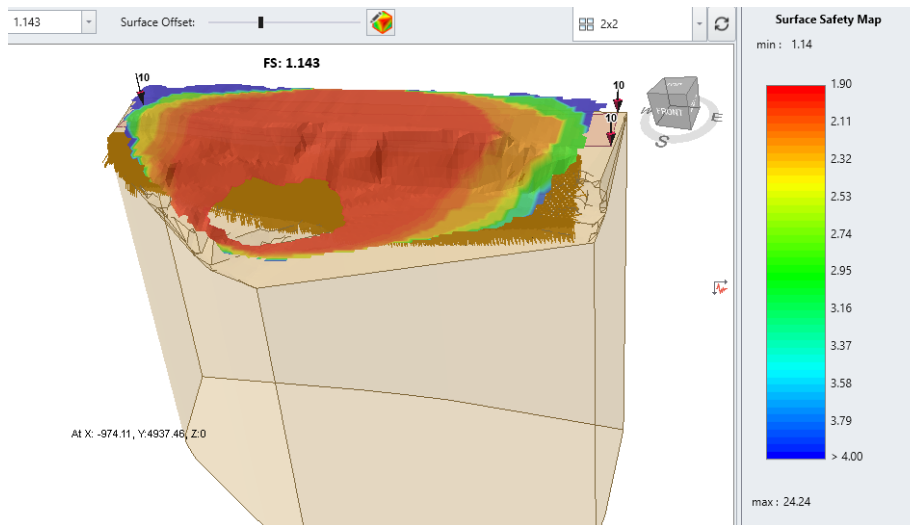 1.143
Surface Offset:
2x2
Surface Safety Map
min : 1.14
FS: 1.143
10
10
10
W
FRONT
E
S
1.90
2.11
2.32
2.53
2.74
2.95
3.16
3.37
3.58
3.79
> 4.00
At X: -974.11, Y:4937.46, Z:0
max : 24.24